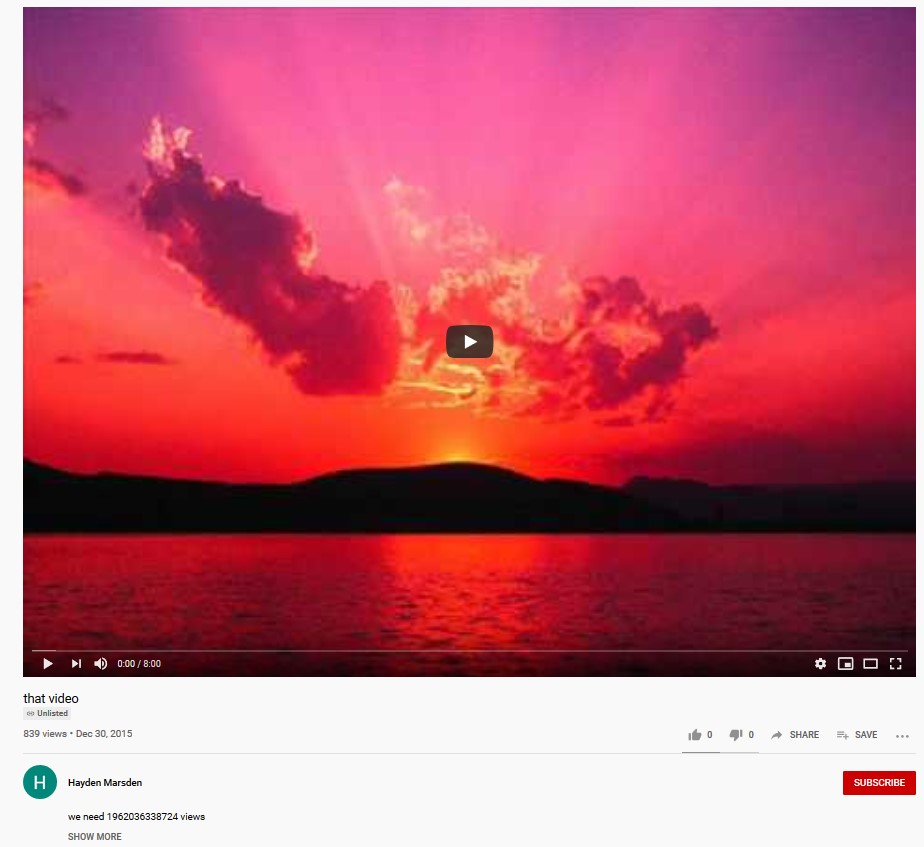 0:00 / 8:00
that video
Unlisted
839 views • Dec 30, 2015
0
0
SHARE
SAVE
H
Hayden Marsden
SUBSCRIBE
we need 1962036338724 views
SHOW MORE